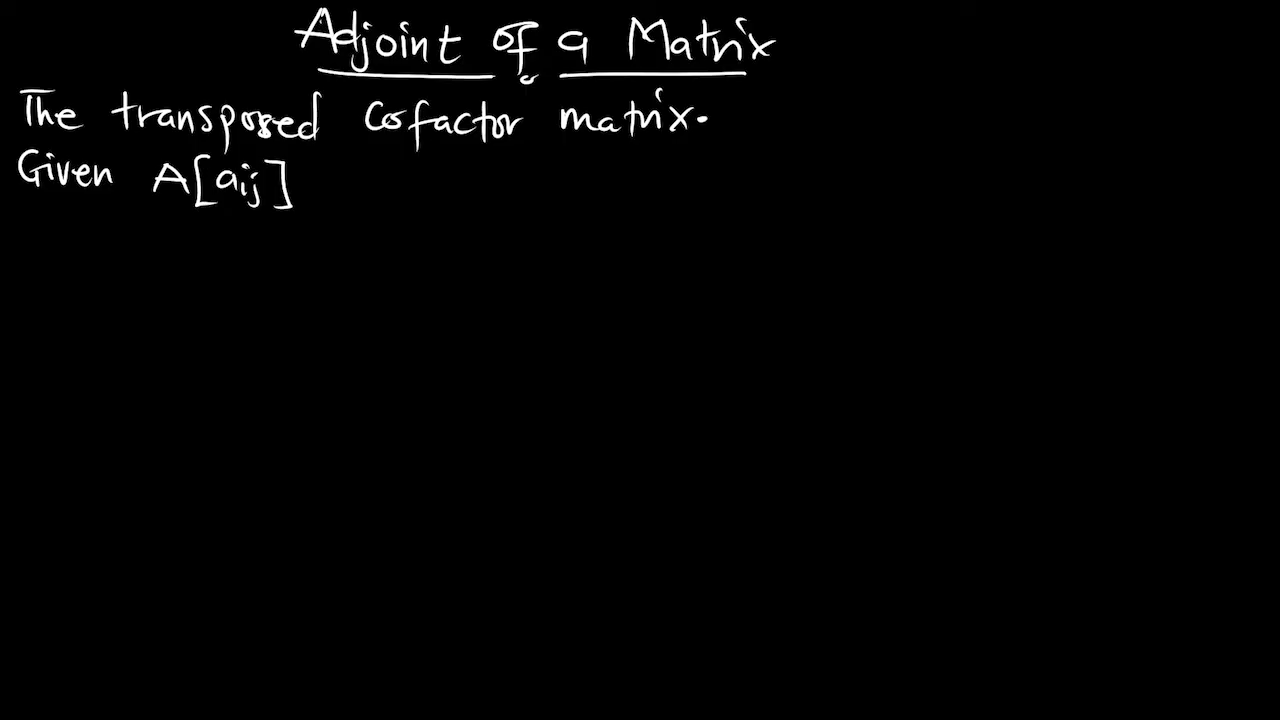 Adjoint of a Matrix
The transposed cofactor matrix.
Given A[aij]